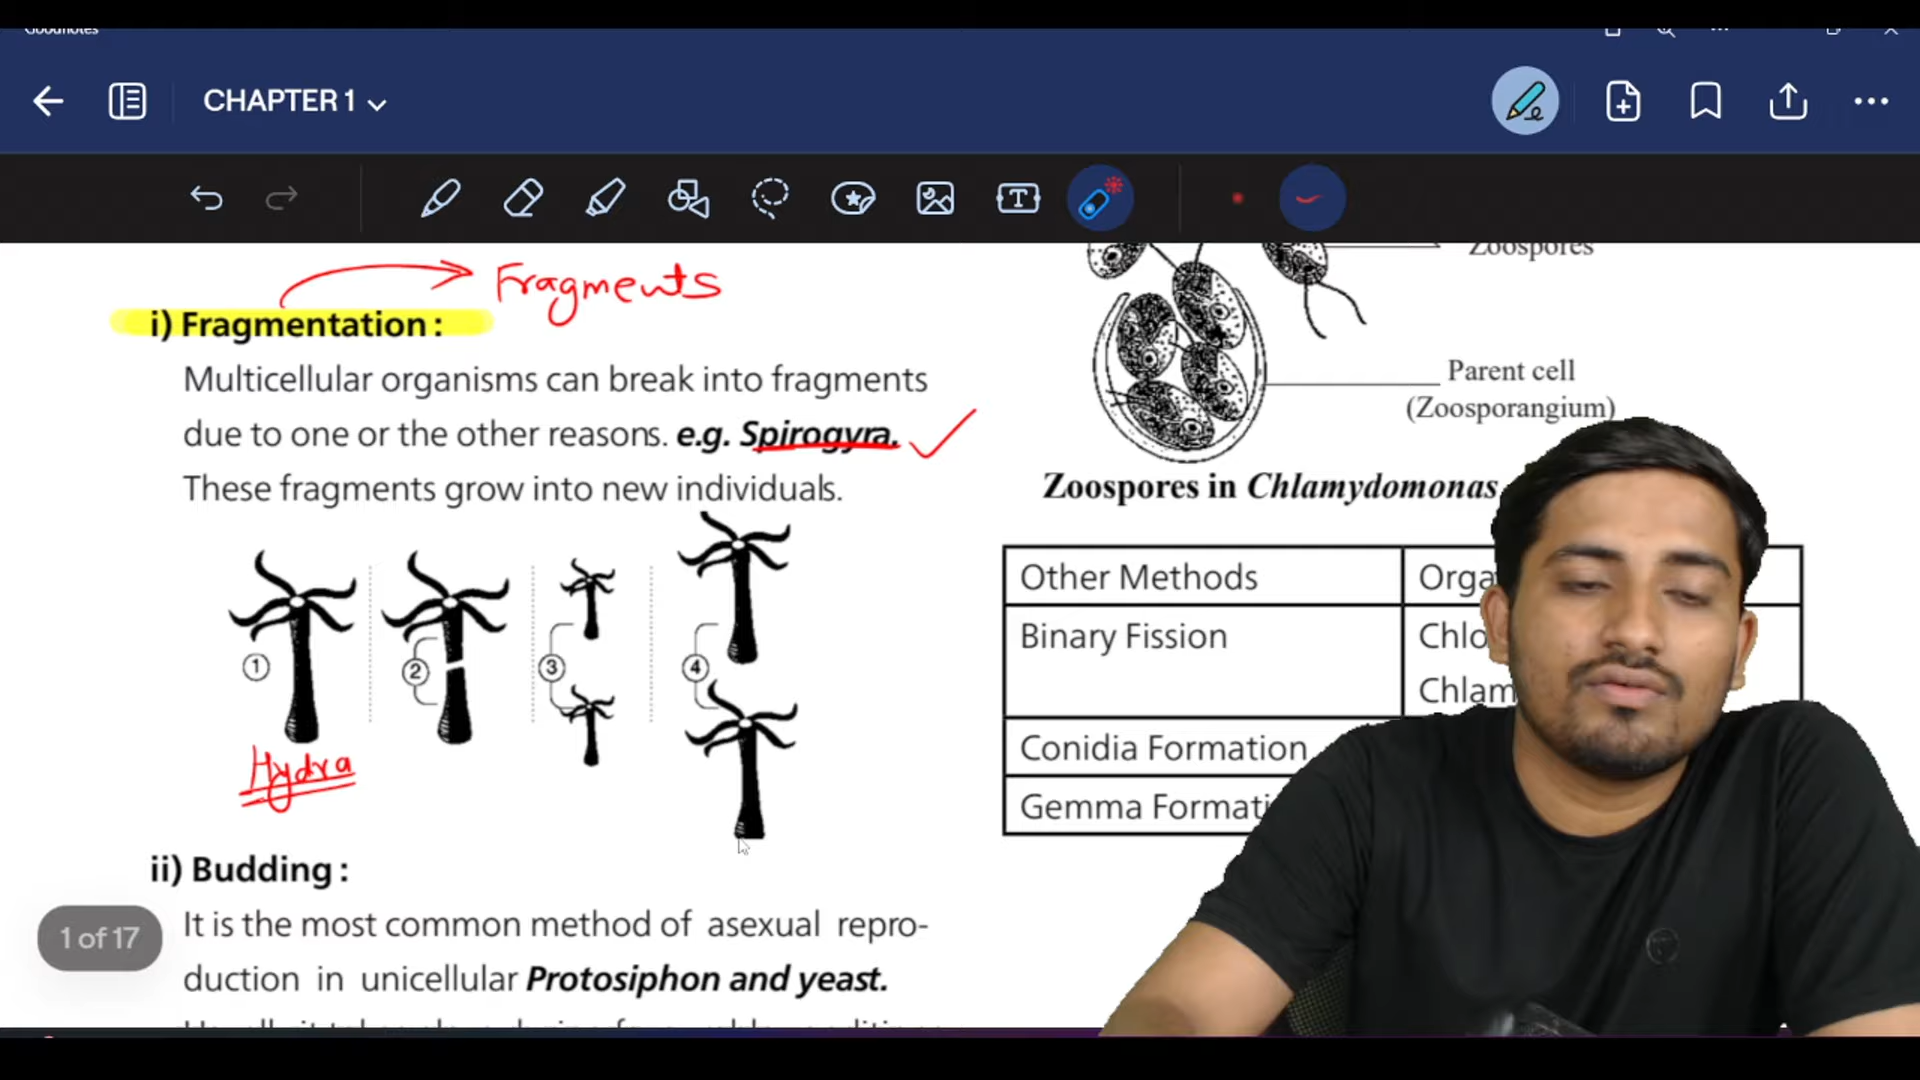 Goodnotes
CHAPTER 1
Fragments
i) Fragmentation :
Multicellular organisms can break into fragments
due to one or the other reasons. e.g. Spirogyra.
These fragments grow into new individuals.
1
2
3
4
Hydra
ii) Budding :
It is the most common method of asexual repro-
duction in unicellular Protosiphon and yeast.
1 of 17
Zoospores
Parent cell
(Zoosporangium)
Zoospores in Chlamydomonas
Other Methods
Orga
Binary Fission
Chlo
Chlam
Conidia Formation
Gemma Formati